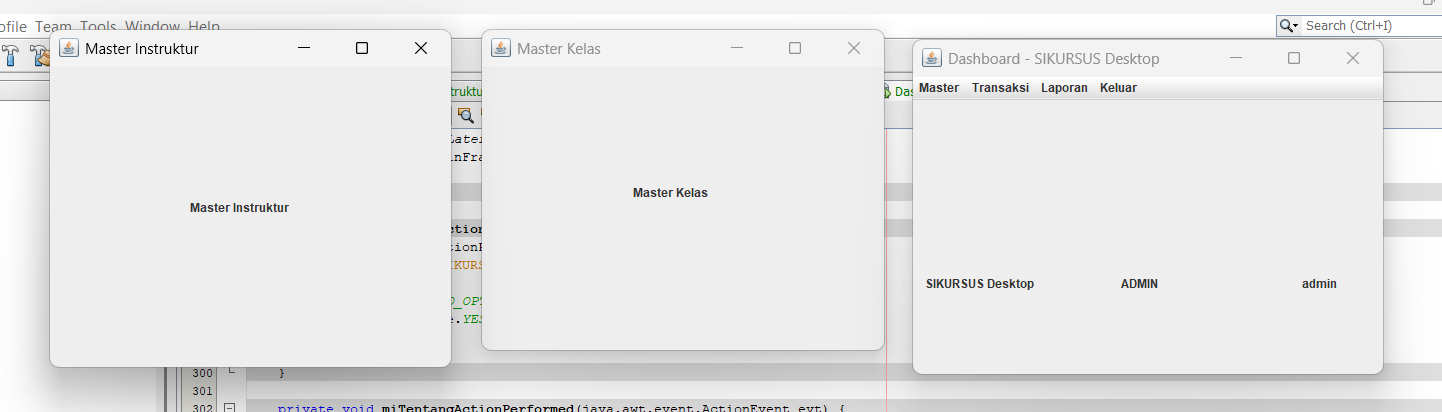 Team Tools Window Help
Search (Ctrl+I)
Master Instruktur
Master Kelas
Dashboard - SIKURSUS Desktop
Master Transaksi Laporan Keluar
Master Instruktur
Master Kelas
SIKURSUS Desktop ADMIN admin
300 }
301
302 private void miTentangActionPerformed(java.awt.event.ActionEvent evt) {